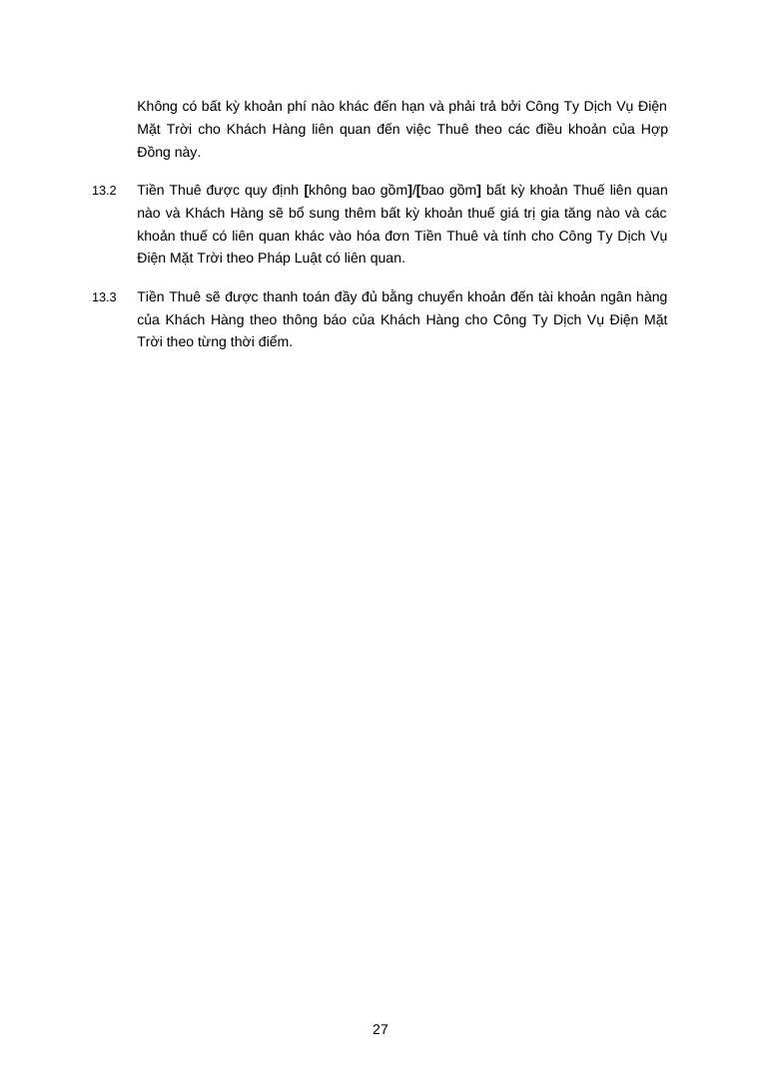 Không có bất kỳ khoản phí nào khác đến hạn và phải trả bởi Công Ty Dịch Vụ Điện
Mặt Trời cho Khách Hàng liên quan đến việc Thuê theo các điều khoản của Hợp
Đồng này.
13.2 Tiền Thuê được quy định [không bao gồm]/[bao gồm] bất kỳ khoản Thuế liên quan
nào và Khách Hàng sẽ bổ sung thêm bất kỳ khoản thuế giá trị gia tăng nào và các
khoản thuế có liên quan khác vào hóa đơn Tiền Thuê và tính cho Công Ty Dịch Vụ
Điện Mặt Trời theo Pháp Luật có liên quan.
13.3 Tiền Thuê sẽ được thanh toán đầy đủ bằng chuyển khoản đến tài khoản ngân hàng
của Khách Hàng theo thông báo của Khách Hàng cho Công Ty Dịch Vụ Điện Mặt
Trời theo từng thời điểm.
27